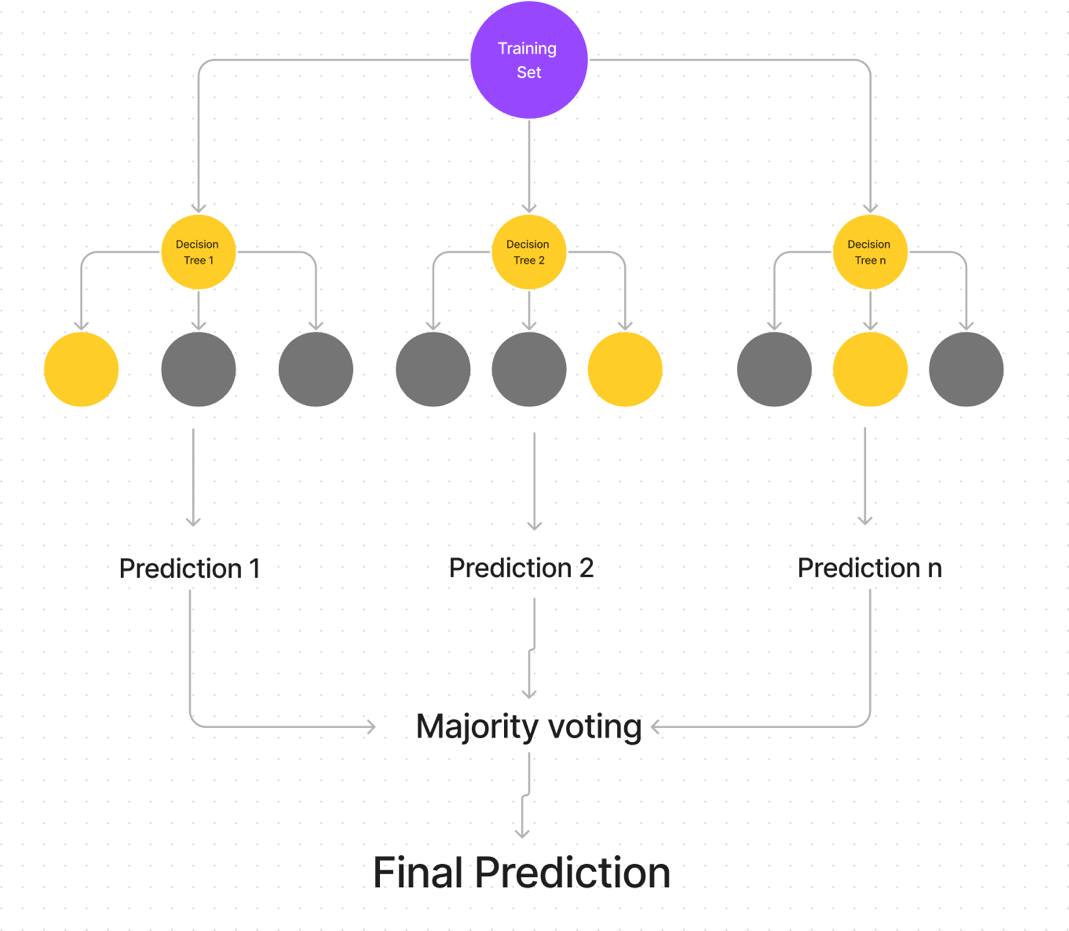 Training
Set
Decision
Tree 1
Decision
Tree 2
Decision
Tree n
Prediction 1
Prediction 2
Prediction n
Majority voting
Final Prediction